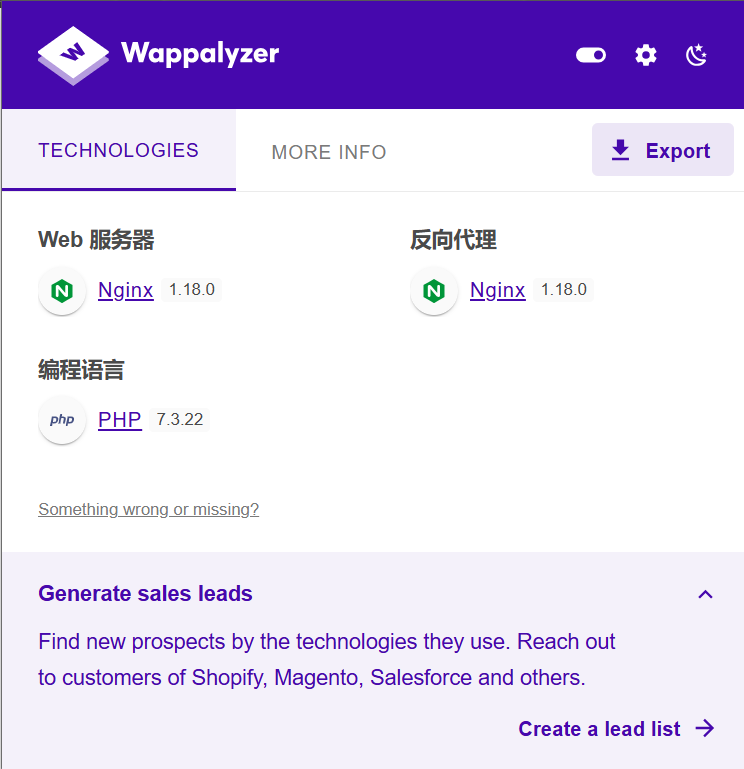 Wappalyzer
TECHNOLOGIES
MORE INFO
Export
Web 服务器
Nginx 1.18.0
反向代理
Nginx 1.18.0
编程语言
php PHP 7.3.22
Something wrong or missing?
Generate sales leads
Find new prospects by the technologies they use. Reach out
to customers of Shopify, Magento, Salesforce and others.
Create a lead list